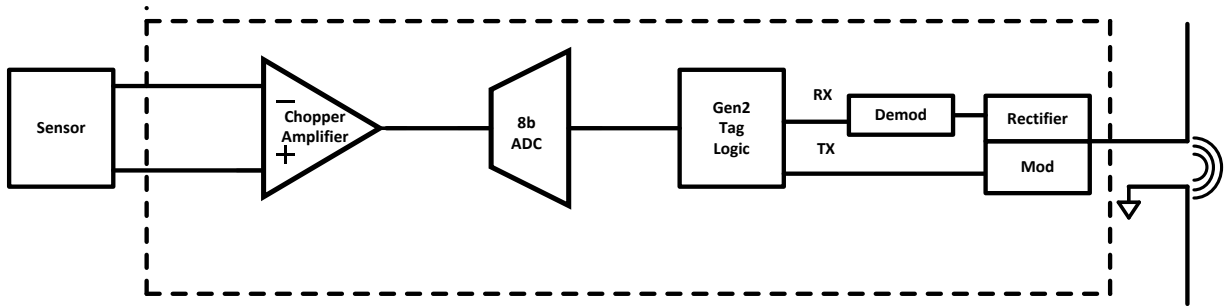 Sensor
Chopper
Amplifier
8b
ADC
Gen2
Tag
Logic
RX
TX
Demod
Rectifier
Mod